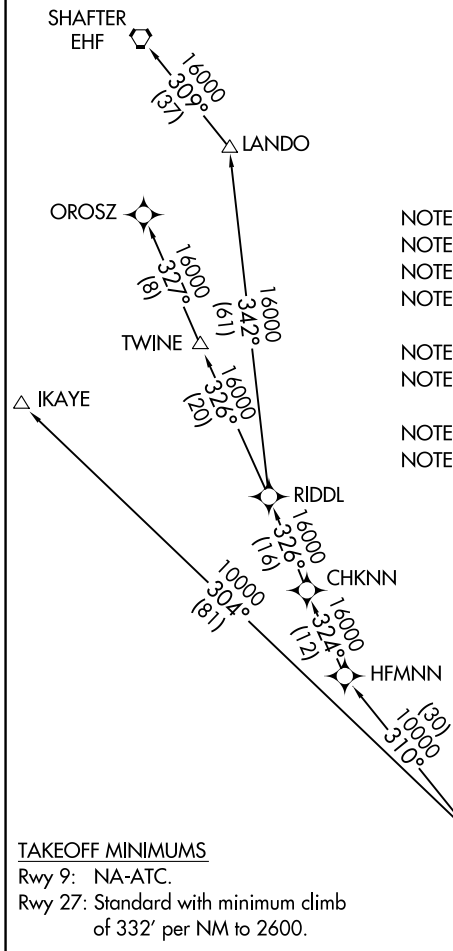 SHAFTER
EHF
16000
309°
(37)
LANDO
OROSZ
16000
327°
(8)
16000
342°
(61)
NOTE
NOTE
NOTE
NOTE
TWINE
NOTE
NOTE
16000
326°
(20)
IKAYE
NOTE
NOTE
RIDDL
16000
326°
(16)
CHKNN
10000
304°
(81)
16000
324°
(12)
HFMNN
(30)
10000
310°
TAKEOFF MINIMUMS
Rwy 9: NA-ATC.
Rwy 27: Standard with minimum climb
of 332' per NM to 2600.